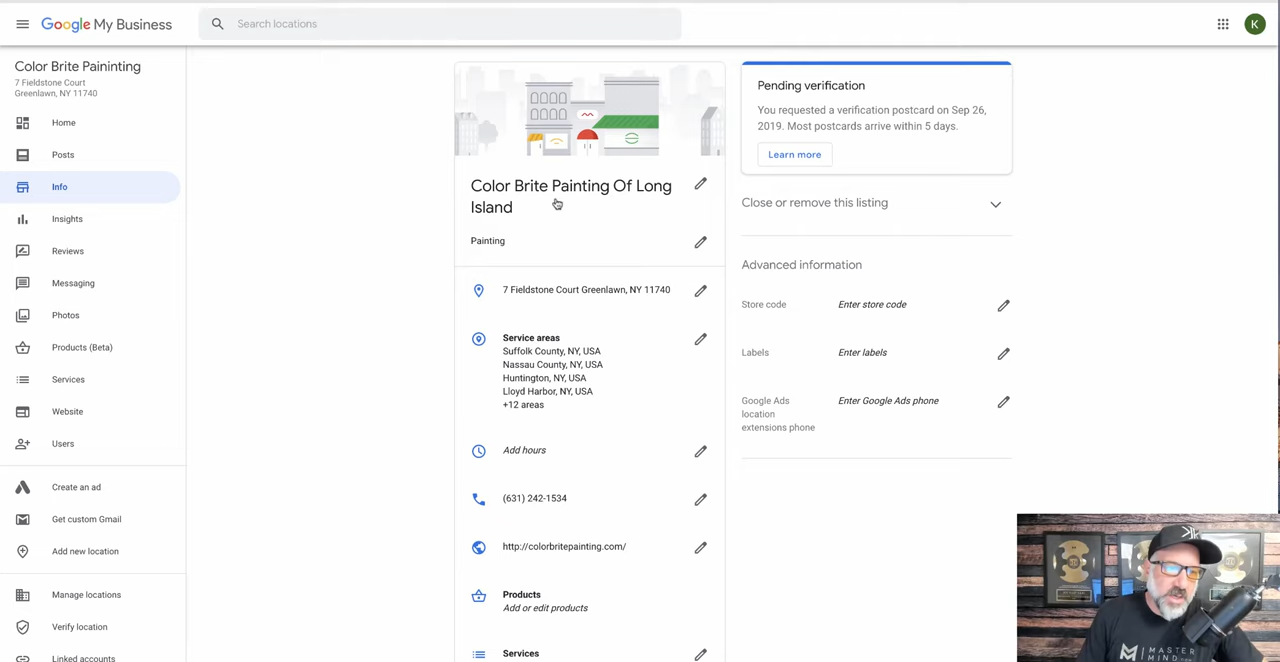 Google My Business
Search locations
K
Color Brite Paininting
7 Fieldstone Court
Greenlawn, NY 11740
Home
Posts
Info
Insights
Reviews
Messaging
Photos
Products (Beta)
Services
Website
Users
Create an ad
Get custom Gmail
Add new location
Manage locations
Verify location
Linked accounts
Color Brite Painting Of Long
Island
Painting
7 Fieldstone Court Greenlawn, NY 11740
Service areas
Suffolk County, NY, USA
Nassau County, NY, USA
Huntington, NY, USA
Lloyd Harbor, NY, USA
+12 areas
Add hours
(631) 242-1534
http://colorbritepainting.com/
Products
Add or edit products
Services
Pending verification
You requested a verification postcard on Sep 26,
2019. Most postcards arrive within 5 days.
Learn more
Close or remove this listing
Advanced information
Store code
Enter store code
Labels
Enter labels
Google Ads
location
extensions phone
Enter Google Ads phone
MASTER
MIND